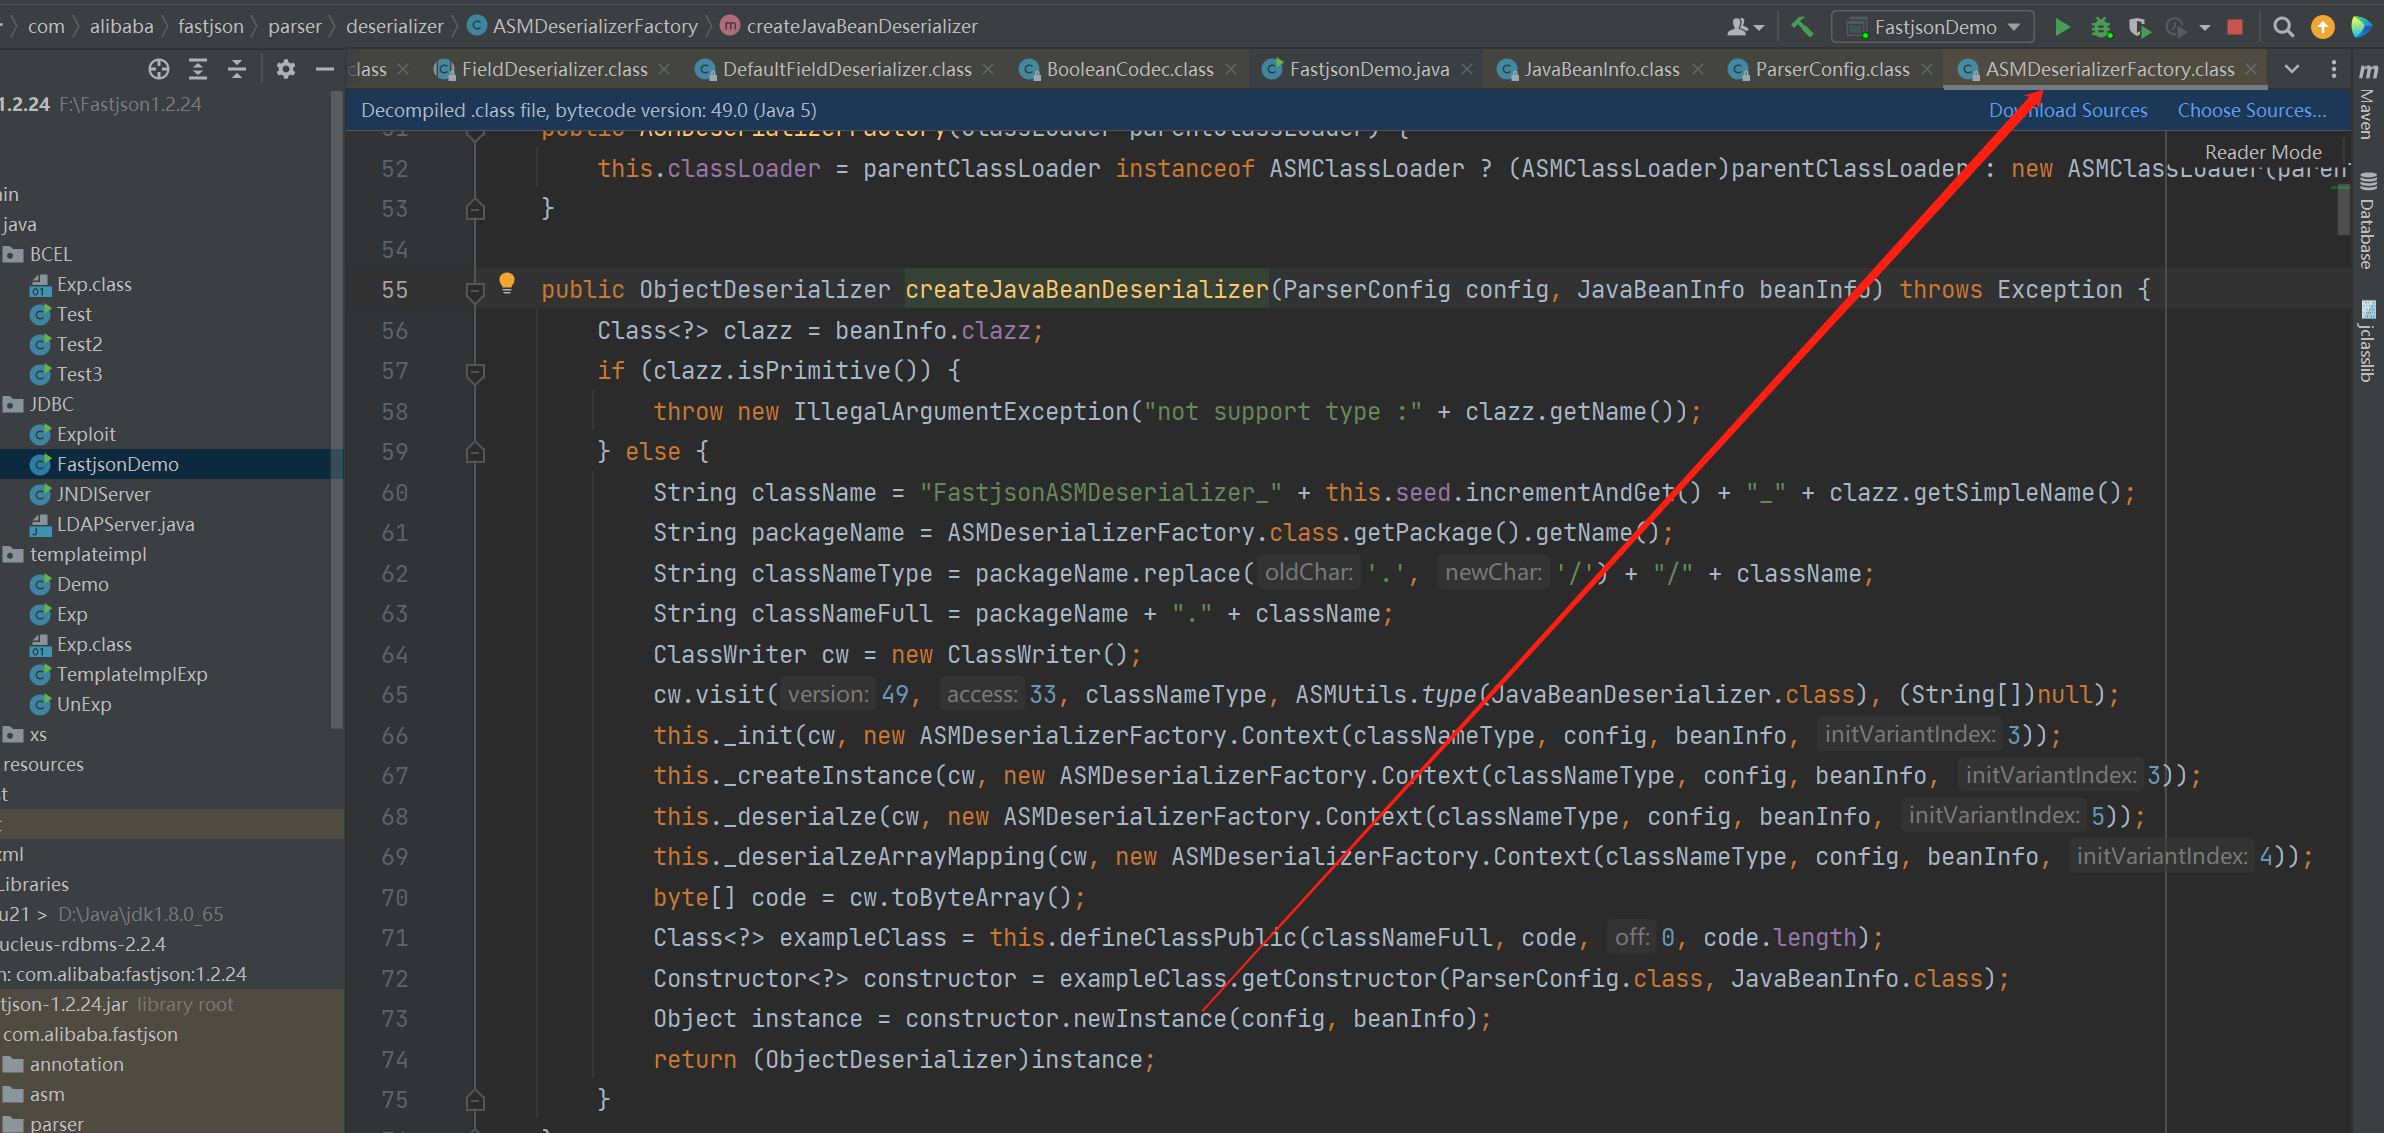 com
alibaba
fastjson
parser
deserializer
ASMDeserializerFactory
createJavaBeanDeserializer
FastjsonDemo
class
FieldDeserializer.class
DefaultFieldDeserializer.class
BooleanCodec.class
FastjsonDemo.java
JavaBeanInfo.class
ParserConfig.class
ASMDeserializerFactory.class
Decompiled .class file, bytecode version: 49.0 (Java 5)
Download Sources
Choose Sources...
Reader Mode
Maven
Database
jclasslib
1.2.24 F:\Fastjson1.2.24
in
java
BCEL
Exp.class
Test
Test2
Test3
JDBC
Exploit
FastjsonDemo
JNDIServer
LDAPServer.java
templateimpl
Demo
Exp
Exp.class
TemplateImplExp
UnExp
xs
resources
t
ml
Libraries
u21 > D:\Java\jdk1.8.0_65
ucleus-rdbms-2.2.4
n: com.alibaba:fastjson:1.2.24
tjson-1.2.24.jar library root
com.alibaba.fastjson
annotation
asm
parser
51 public ASMDeserializerFactory(ClassLoader parentClassLoader) {
52 this.classLoader = parentClassLoader instanceof ASMClassLoader ? (ASMClassLoader)parentClassLoader : new ASMClassLoader(paren
53 }
54
55 public ObjectDeserializer createJavaBeanDeserializer(ParserConfig config, JavaBeanInfo beanInfo) throws Exception {
56 Class<?> clazz = beanInfo.clazz;
57 if (clazz.isPrimitive()) {
58 throw new IllegalArgumentException("not support type :" + clazz.getName());
59 } else {
60 String className = "FastjsonASMDeserializer_" + this.seed.incrementAndGet() + "_" + clazz.getSimpleName();
61 String packageName = ASMDeserializerFactory.class.getPackage().getName();
62 String classNameType = packageName.replace( oldChar: '.', newChar: '/') + "/" + className;
63 String classNameFull = packageName + "." + className;
64 ClassWriter cw = new ClassWriter();
65 cw.visit( version: 49, access: 33, classNameType, ASMUtils.type(JavaBeanDeserializer.class), (String[])null);
66 this._init(cw, new ASMDeserializerFactory.Context(classNameType, config, beanInfo, initVariantIndex: 3));
67 this._createInstance(cw, new ASMDeserializerFactory.Context(classNameType, config, beanInfo, initVariantIndex: 3));
68 this._deserialze(cw, new ASMDeserializerFactory.Context(classNameType, config, beanInfo, initVariantIndex: 5));
69 this._deserialzeArrayMapping(cw, new ASMDeserializerFactory.Context(classNameType, config, beanInfo, initVariantIndex: 4));
70 byte[] code = cw.toByteArray();
71 Class<?> exampleClass = this.defineClassPublic(classNameFull, code, off: 0, code.length);
72 Constructor<?> constructor = exampleClass.getConstructor(ParserConfig.class, JavaBeanInfo.class);
73 Object instance = constructor.newInstance(config, beanInfo);
74 return (ObjectDeserializer)instance;
75 }